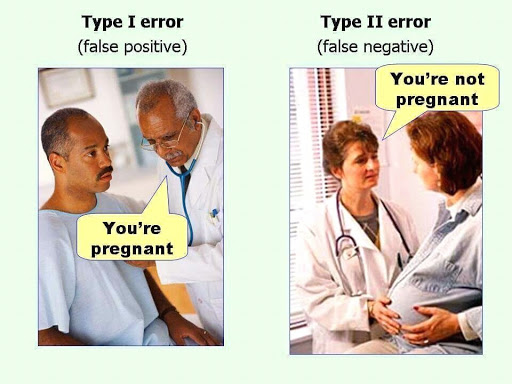 Type I error
(false positive)
Type II error
(false negative)
You're
pregnant
You're not
pregnant